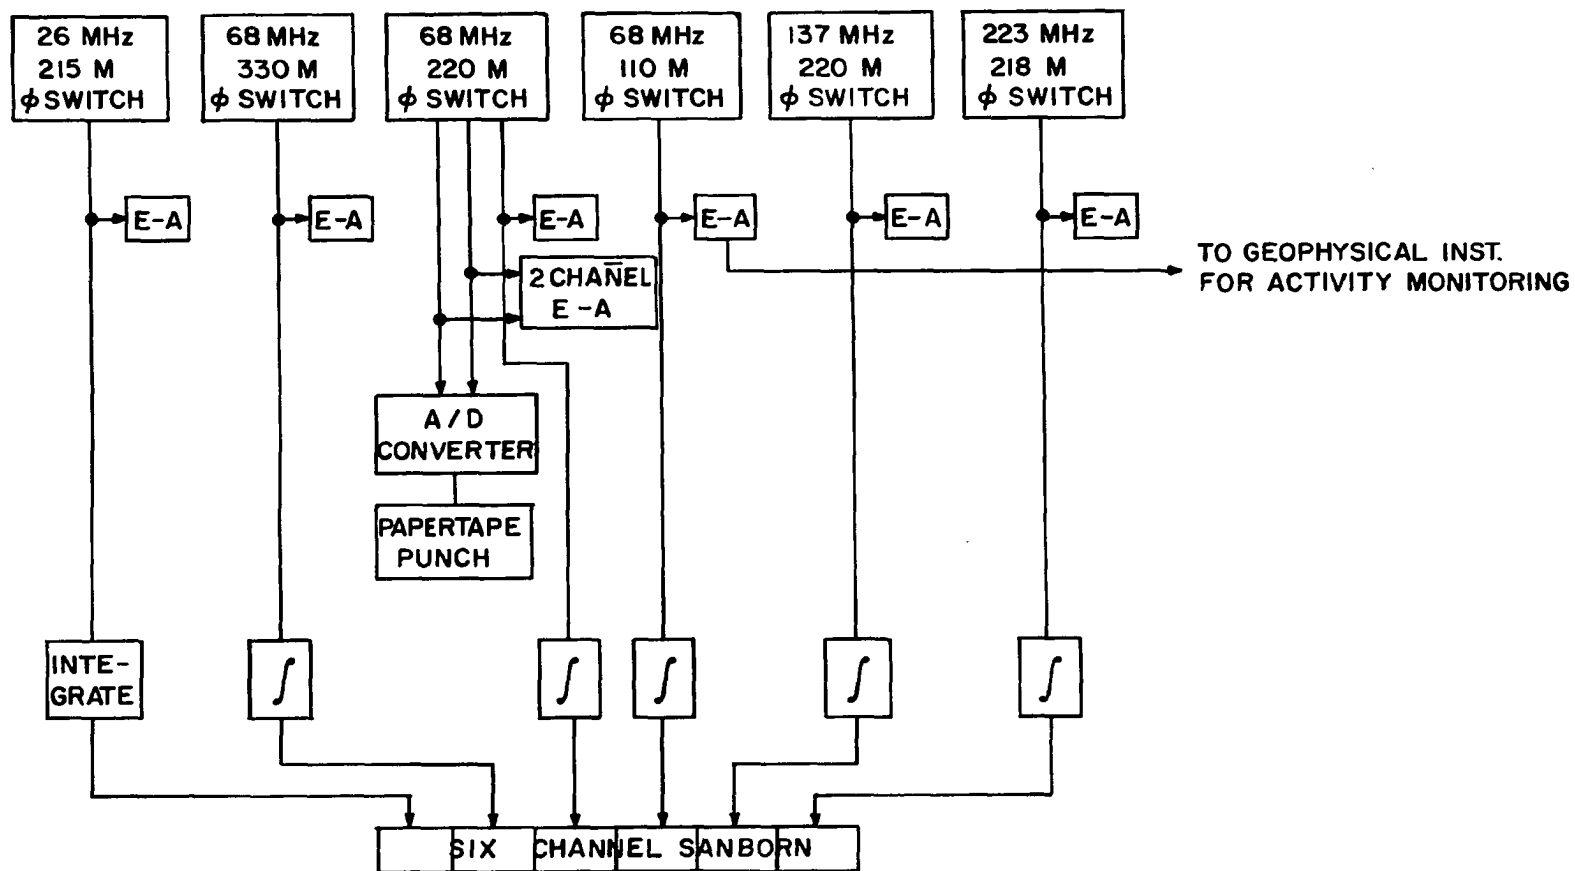 26 MHz
215 M
φ SWITCH
68 MHz
330 M
φ SWITCH
68 MHz
220 M
φ SWITCH
68 MHz
110 M
φ SWITCH
137 MHz
220 M
φ SWITCH
223 MHz
218 M
φ SWITCH
E-A
E-A
E-A
E-A
E-A
E-A
TO GEOPHYSICAL INST.
FOR ACTIVITY MONITORING
2 CHAN̅EL
E-A
A/D
CONVERTER
PAPERTAPE
PUNCH
INTE-
GRATE
∫
∫
∫
∫
∫
SIX CHANNEL SANBORN